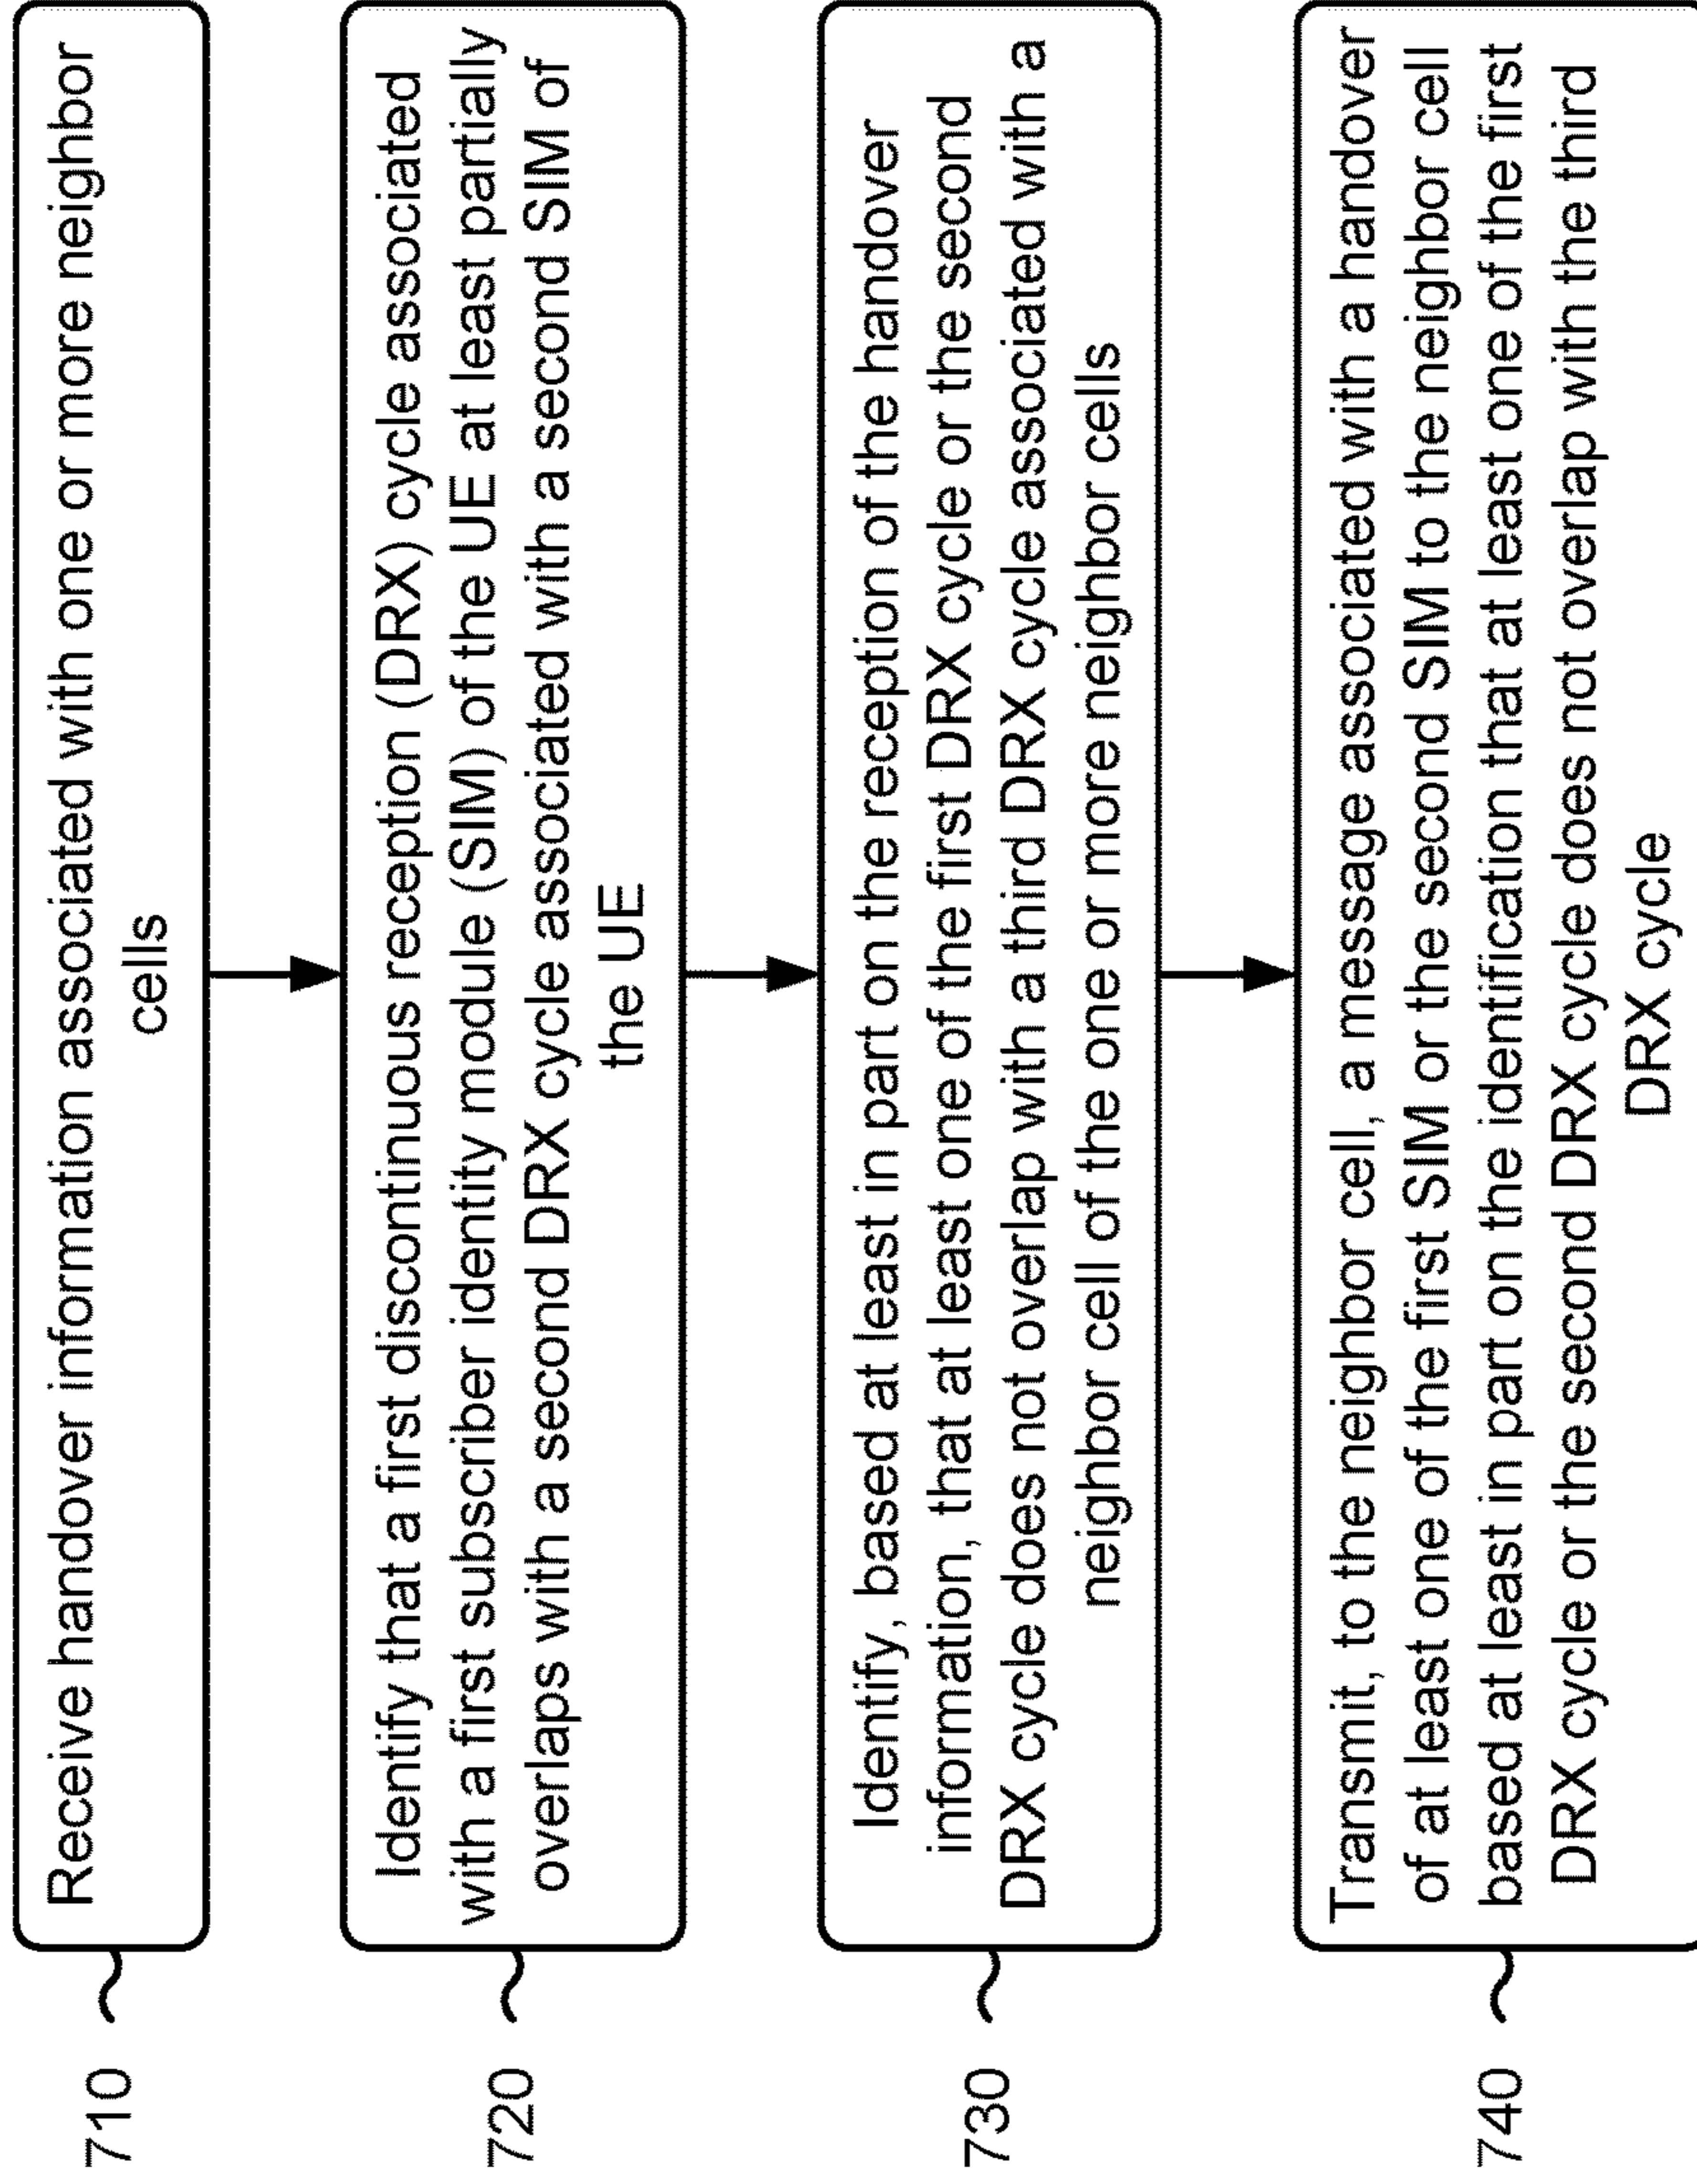 710
Receive handover information associated with one or more neighbor
cells
720
Identify that a first discontinuous reception (DRX) cycle associated
with a first subscriber identity module (SIM) of the UE at least partially
overlaps with a second DRX cycle associated with a second SIM of
the UE
730
Identify, based at least in part on the reception of the handover
information, that at least one of the first DRX cycle or the second
DRX cycle does not overlap with a third DRX cycle associated with a
neighbor cell of the one or more neighbor cells
740
Transmit, to the neighbor cell, a message associated with a handover
of at least one of the first SIM or the second SIM to the neighbor cell
based at least in part on the identification that at least one of the first
DRX cycle or the second DRX cycle does not overlap with the third
DRX cycle